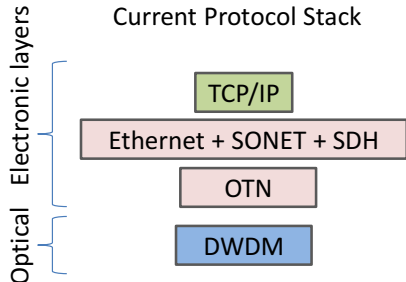 Current Protocol Stack
Electronic layers
TCP/IP
Ethernet + SONET + SDH
OTN
Optical
DWDM